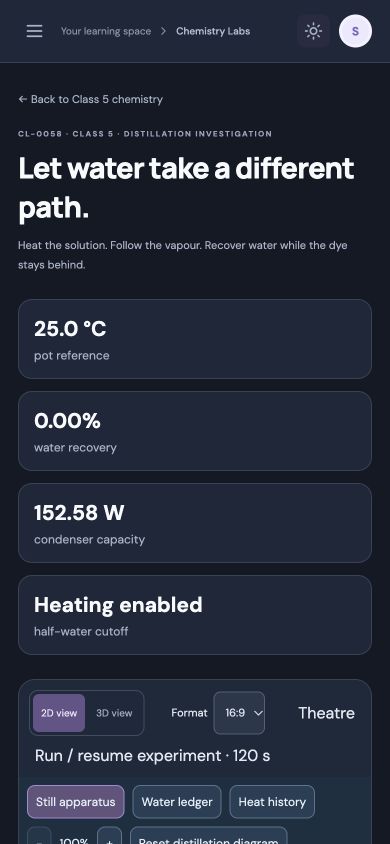 Your learning space > Chemistry Labs
S
← Back to Class 5 chemistry
CL-0058 · CLASS 5 · DISTILLATION INVESTIGATION
Let water take a different
path.
Heat the solution. Follow the vapour. Recover water while the dye
stays behind.
25.0 °C
pot reference
0.00%
water recovery
152.58 W
condenser capacity
Heating enabled
half-water cutoff
2D view 3D view Format 16:9 Theatre
Run / resume experiment · 120 s
Still apparatus Water ledger Heat history
− 100% + Reset distillation diagram